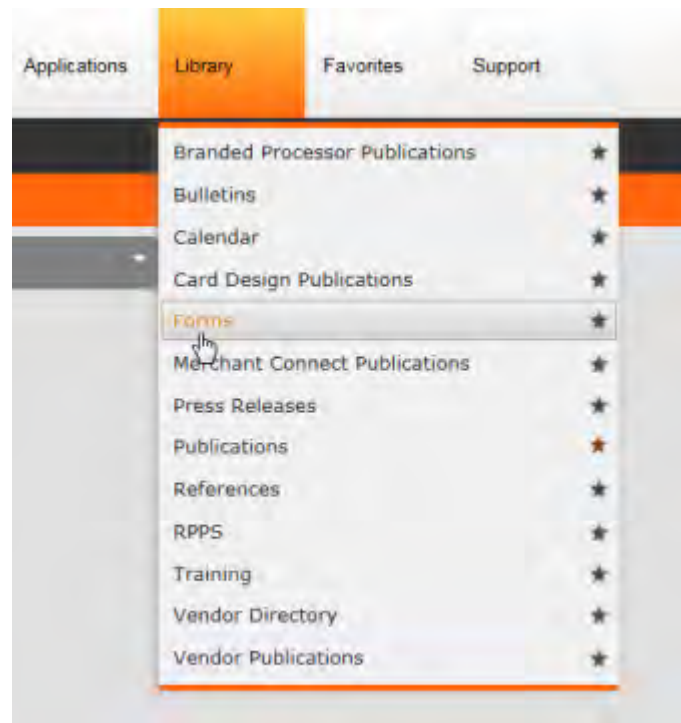 Applications Library Favorites Support
Branded Processor Publications
Bulletins
Calendar
Card Design Publications
Forms
Merchant Connect Publications
Press Releases
Publications
References
RPPS
Training
Vendor Directory
Vendor Publications